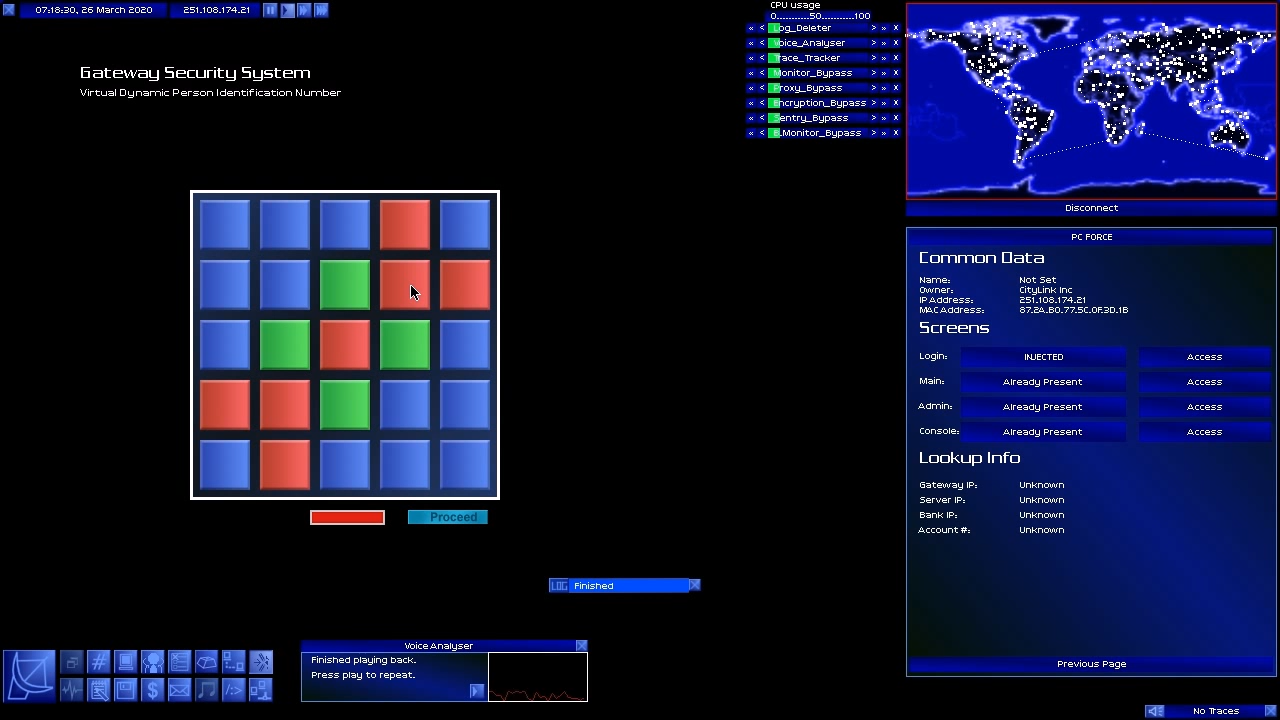 07:18:30, 26 March 2020
251.108.174.21
CPU usage
0...........50...........100
Log_Deleter
Voice_Analyser
Trace_Tracker
Monitor_Bypass
Proxy_Bypass
Encryption_Bypass
Sentry_Bypass
B.Monitor_Bypass
Gateway Security System
Virtual Dynamic Person Identification Number
Disconnect
PC FORCE
Common Data
Name: Not Set
Owner: CityLink Inc
IP Address: 251.108.174.21
MAC Address: 87.2A.B0.77.5C.0F.3D.1B
Screens
Login: INJECTED Access
Main: Already Present Access
Admin: Already Present Access
Console: Already Present Access
Lookup Info
Gateway IP: Unknown
Server IP: Unknown
Bank IP: Unknown
Account #: Unknown
Proceed
LOG Finished
Voice Analyser
Finished playing back.
Press play to repeat.
Previous Page
No Traces